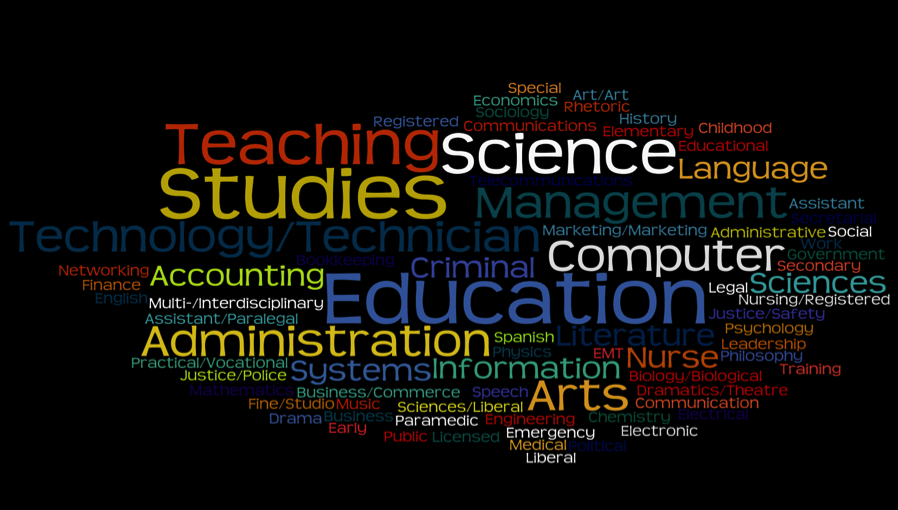 Special
Economics Art/Art
Sociology Rhetoric
Registered Communications History
Elementary Childhood
Teaching Science Educational
Language
Telecommunications
Studies Management Assistant
Secretarial
Technology/Technician Marketing/Marketing Administrative Social
Work
Bookkeeping Computer Government
Networking Accounting Criminal Secondary
Finance Education Legal Sciences
English Multi-/Interdisciplinary Nursing/Registered
Assistant/Paralegal Justice/Safety
Psychology
Administration Spanish Literature Leadership
Physics EMT Nurse Philosophy
Practical/Vocational Systems Information Training
Justice/Police Biology/Biological
Mathematics Business/Commerce Speech Arts Dramatics/Theatre
Fine/Studio Music Sciences/Liberal Communication
Drama Business Paramedic Engineering Chemistry Electrical
Early Emergency Electronic
Public Licensed
Medical Political
Liberal